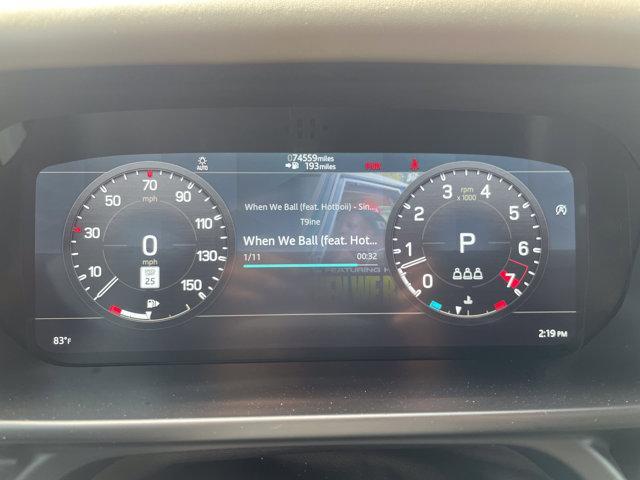 AUTO
074559miles
193miles
PARK
When We Ball (feat. Hotboii) - Sin...
T9ine
When We Ball (feat. Hot...
1/11 00:32
10 30 50 70 90 110 130 150
mph
0
mph
25
0 1 2 3 4 5 6 7
rpm
x 1000
P
83°F
2:19 PM